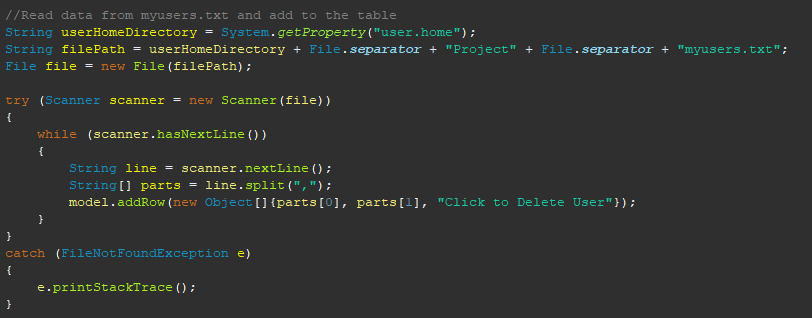 //Read data from myusers.txt and add to the table
String userHomeDirectory = System.getProperty("user.home");
String filePath = userHomeDirectory + File.separator + "Project" + File.separator + "myusers.txt";
File file = new File(filePath);

try (Scanner scanner = new Scanner(file))
{
    while (scanner.hasNextLine())
    {
        String line = scanner.nextLine();
        String[] parts = line.split(",");
        model.addRow(new Object[]{parts[0], parts[1], "Click to Delete User"});
    }
}
catch (FileNotFoundException e)
{
    e.printStackTrace();
}